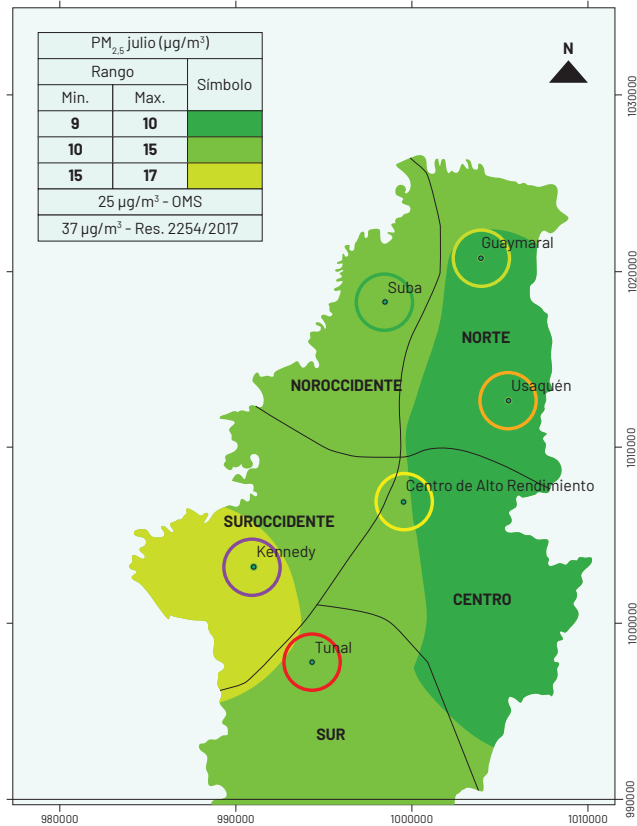 PM2,5 julio (µg/m³)
Rango
Símbolo
Min. Max.
9 10
10 15
15 17
25 µg/m³ - OMS
37 µg/m³ - Res. 2254/2017
N
Guaymaral
Suba
NORTE
NOROCCIDENTE
Usaquén
Centro de Alto Rendimiento
SUROCCIDENTE
Kennedy
CENTRO
Tunal
SUR
1030000
1020000
1010000
1000000
990000
980000 990000 1000000 1010000